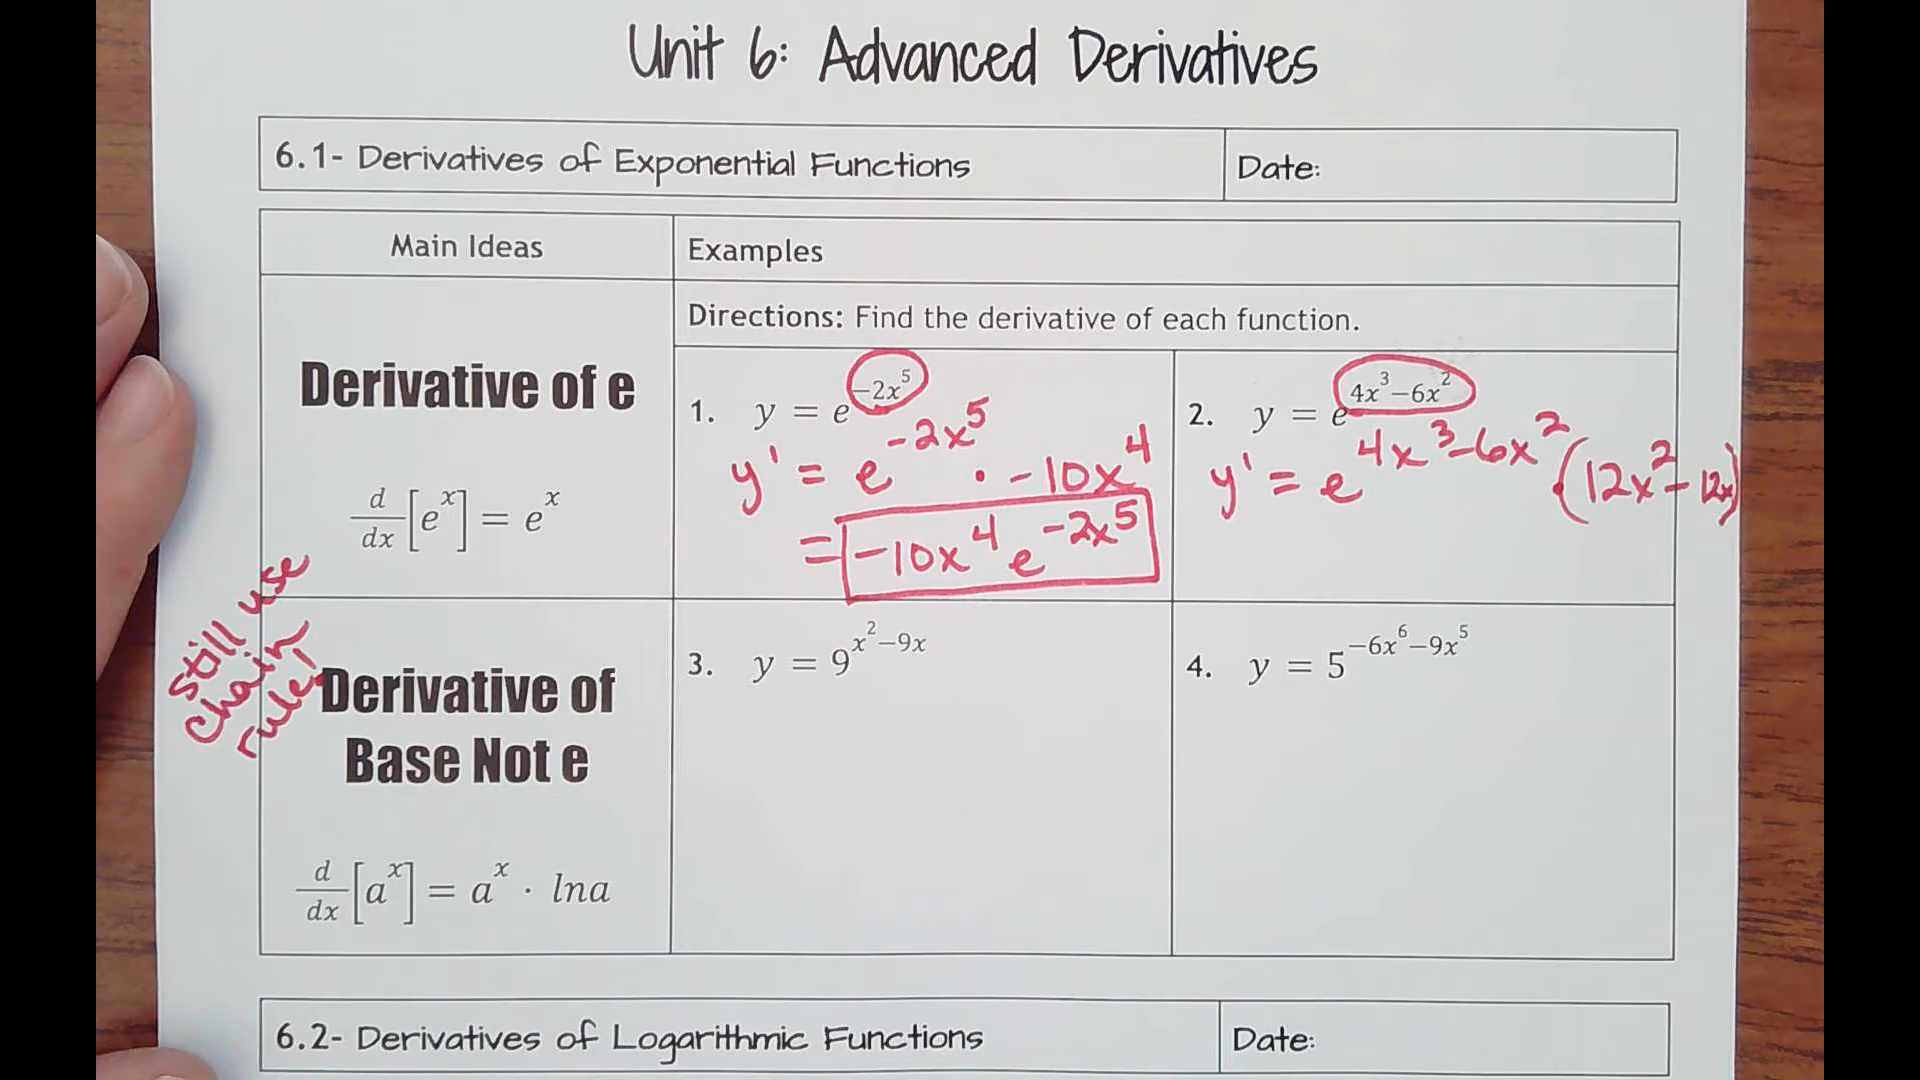 Unit 6: Advanced Derivatives
6.1- Derivatives of Exponential Functions
Date:
Main Ideas
Examples
Directions: Find the derivative of each function.
Derivative of e
d/dx [e^x] = e^x
1. y = e^(-2x^5)
y' = e^(-2x^5) · -10x^4
= -10x^4 e^(-2x^5)
2. y = e^(4x^3-6x^2)
y' = e^(4x^3-6x^2) · (12x^2 - 12x)
still use
chain
rule!
Derivative of
Base Not e
d/dx [a^x] = a^x · lna
3. y = 9^(x^2-9x)
4. y = 5^(-6x^6-9x^5)
6.2- Derivatives of Logarithmic Functions
Date: